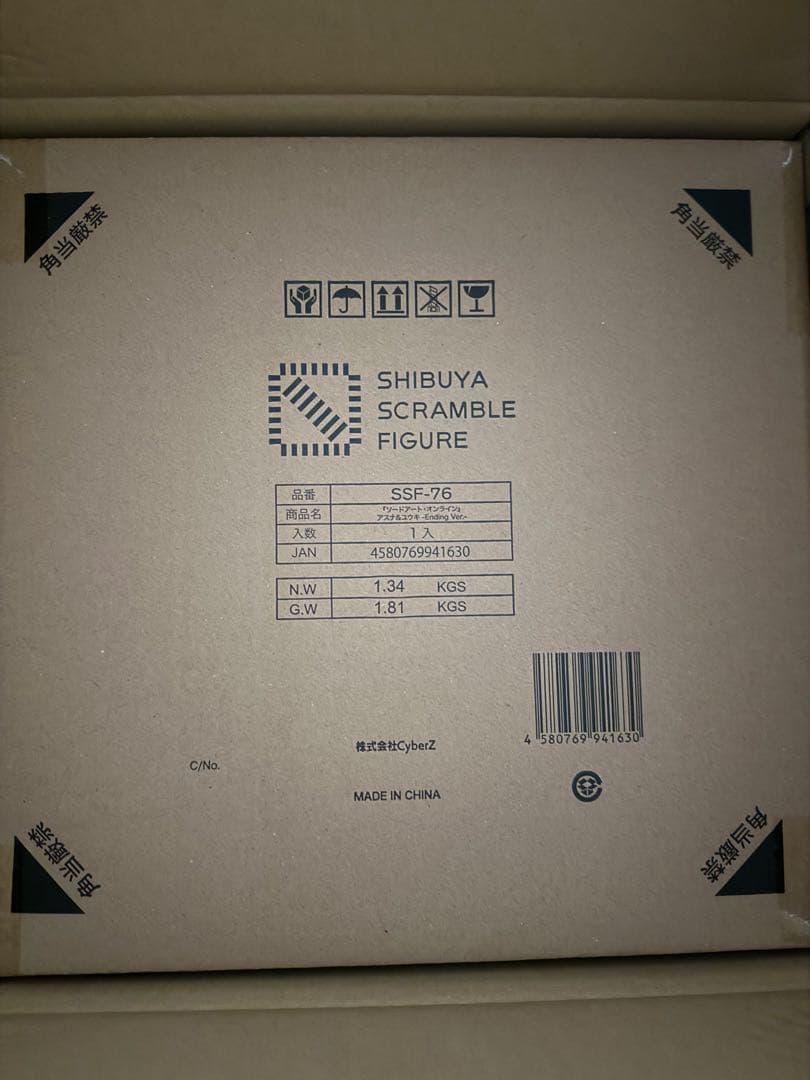 角当厳禁
角当厳禁
SHIBUYA
SCRAMBLE
FIGURE
品番 SSF-76
商品名 『ソードアート・オンライン』
アスナ&ユウキ -Ending Ver.-
入数 1入
JAN 4580769941630
N.W 1.34 KGS
G.W 1.81 KGS
4 580769 941630
株式会社CyberZ
C/No.
MADE IN CHINA
角当厳禁
角当厳禁